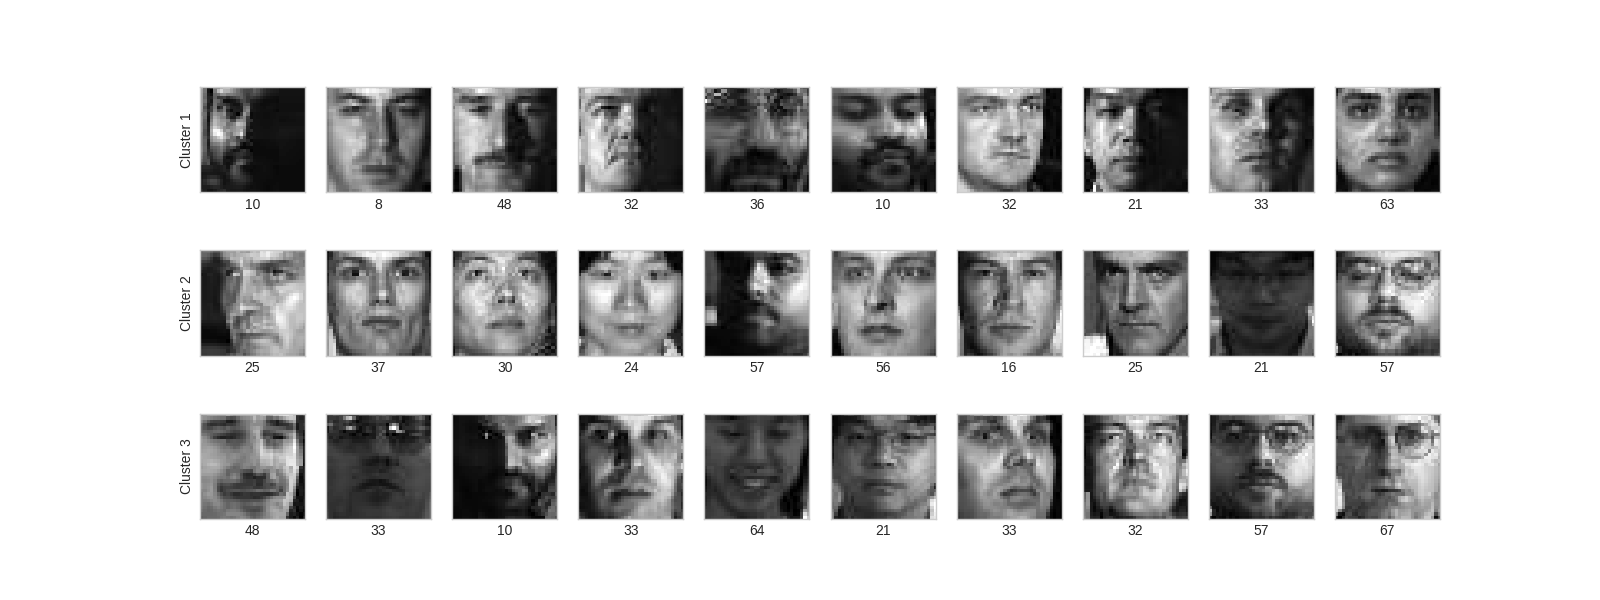 Cluster 1
10 8 48 32 36 10 32 21 33 63
Cluster 2
25 37 30 24 57 56 16 25 21 57
Cluster 3
48 33 10 33 64 21 33 32 57 67